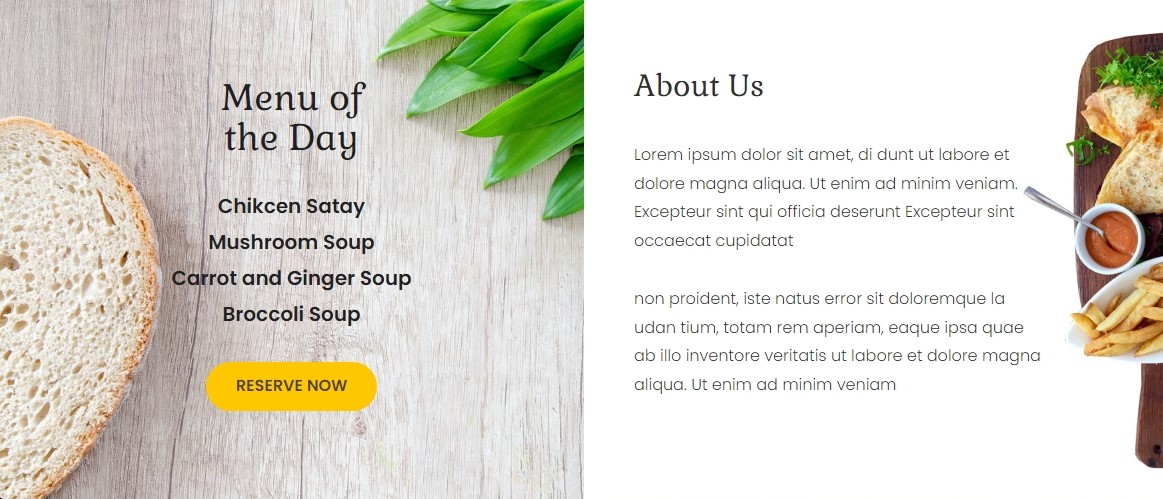 Menu of
the Day
Chikcen Satay
Mushroom Soup
Carrot and Ginger Soup
Broccoli Soup
RESERVE NOW
About Us
Lorem ipsum dolor sit amet, di dunt ut labore et
dolore magna aliqua. Ut enim ad minim veniam.
Excepteur sint qui officia deserunt Excepteur sint
occaecat cupidatat
non proident, iste natus error sit doloremque la
udan tium, totam rem aperiam, eaque ipsa quae
ab illo inventore veritatis ut labore et dolore magna
aliqua. Ut enim ad minim veniam